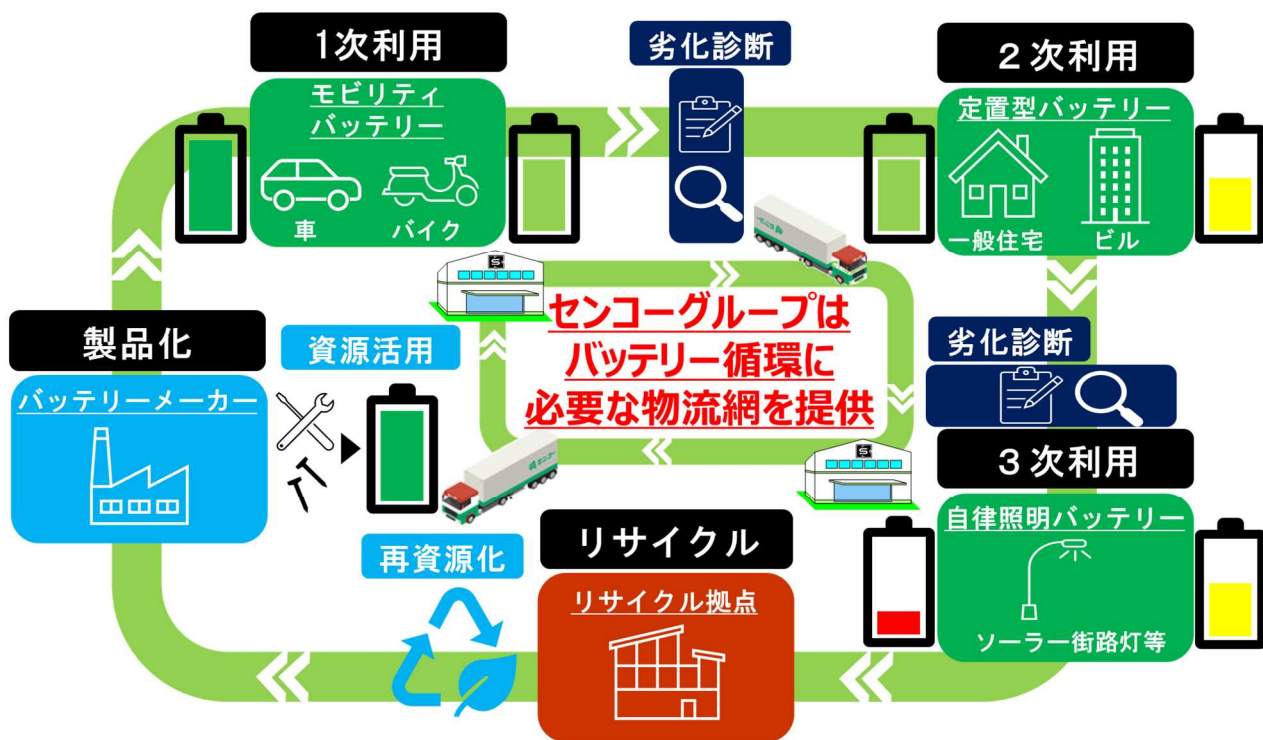 1次利用
モビリティ
バッテリー
車
バイク
劣化診断
2次利用
定置型バッテリー
一般住宅
ビル
製品化
バッテリーメーカー
資源活用
センコーグループは
バッテリー循環に
必要な物流網を提供
劣化診断
3次利用
自律照明バッテリー
ソーラー街路灯等
再資源化
リサイクル
リサイクル拠点
センコー
S
S